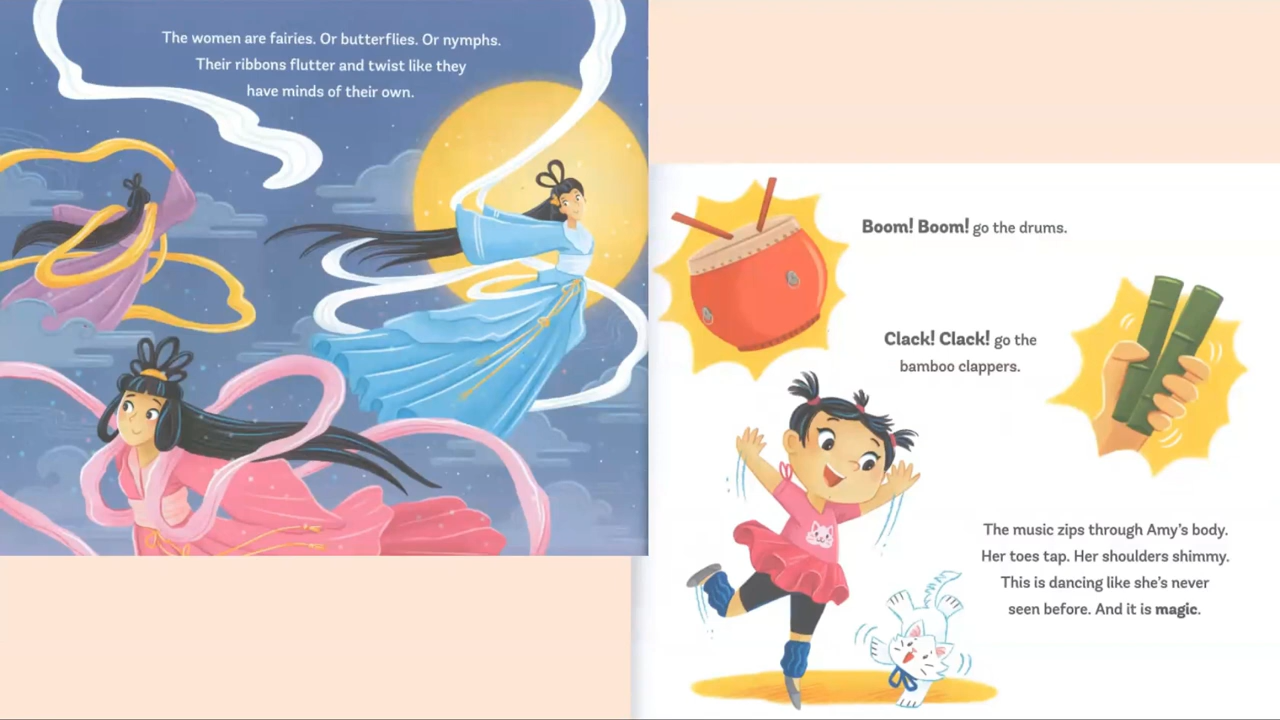 The women are fairies. Or butterflies. Or nymphs.
Their ribbons flutter and twist like they
have minds of their own.
Boom! Boom! go the drums.
Clack! Clack! go the
bamboo clappers.
The music zips through Amy's body.
Her toes tap. Her shoulders shimmy.
This is dancing like she's never
seen before. And it is magic.